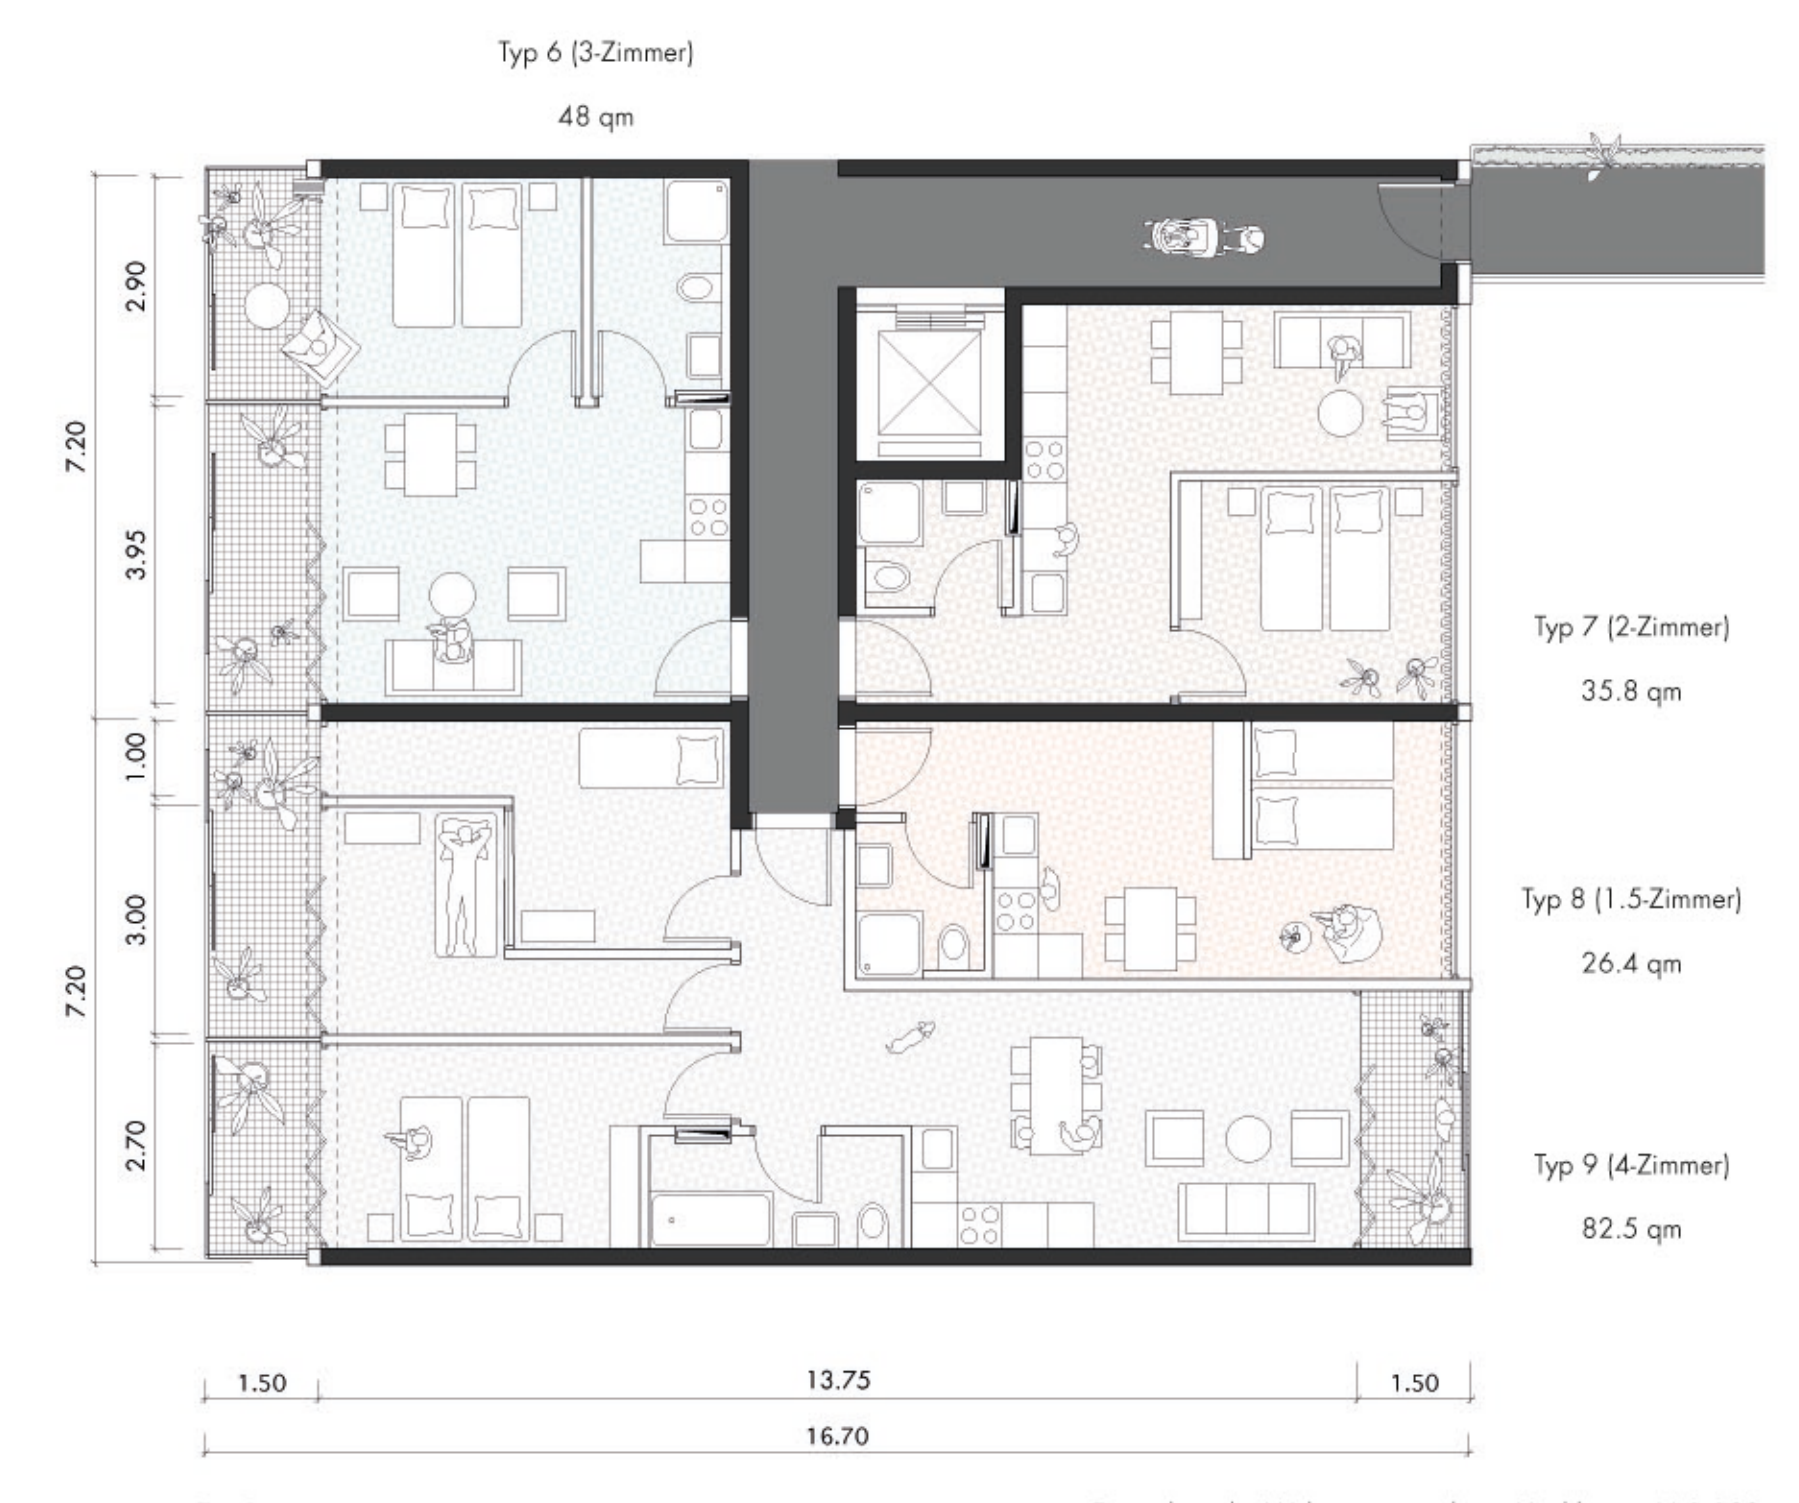 Typ 6 (3-Zimmer)
48 qm
2.90
7.20
3.95
Typ 7 (2-Zimmer)
35.8 qm
1.00
3.00
7.20
2.70
Typ 8 (1.5-Zimmer)
26.4 qm
Typ 9 (4-Zimmer)
82.5 qm
1.50
13.75
1.50
16.70